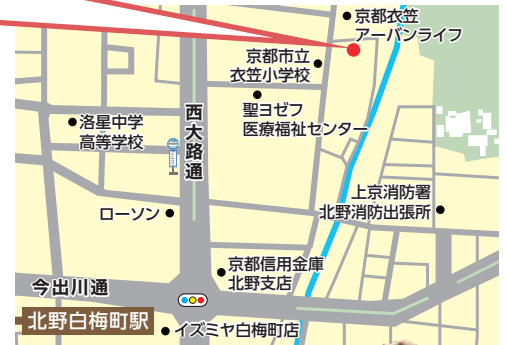 京都衣笠
アーバンライフ
京都市立
衣笠小学校
聖ヨゼフ
医療福祉センター
洛星中学
高等学校
西大路通
上京消防署
北野消防出張所
ローソン
京都信用金庫
北野支店
今出川通
北野白梅町駅
イズミヤ白梅町店